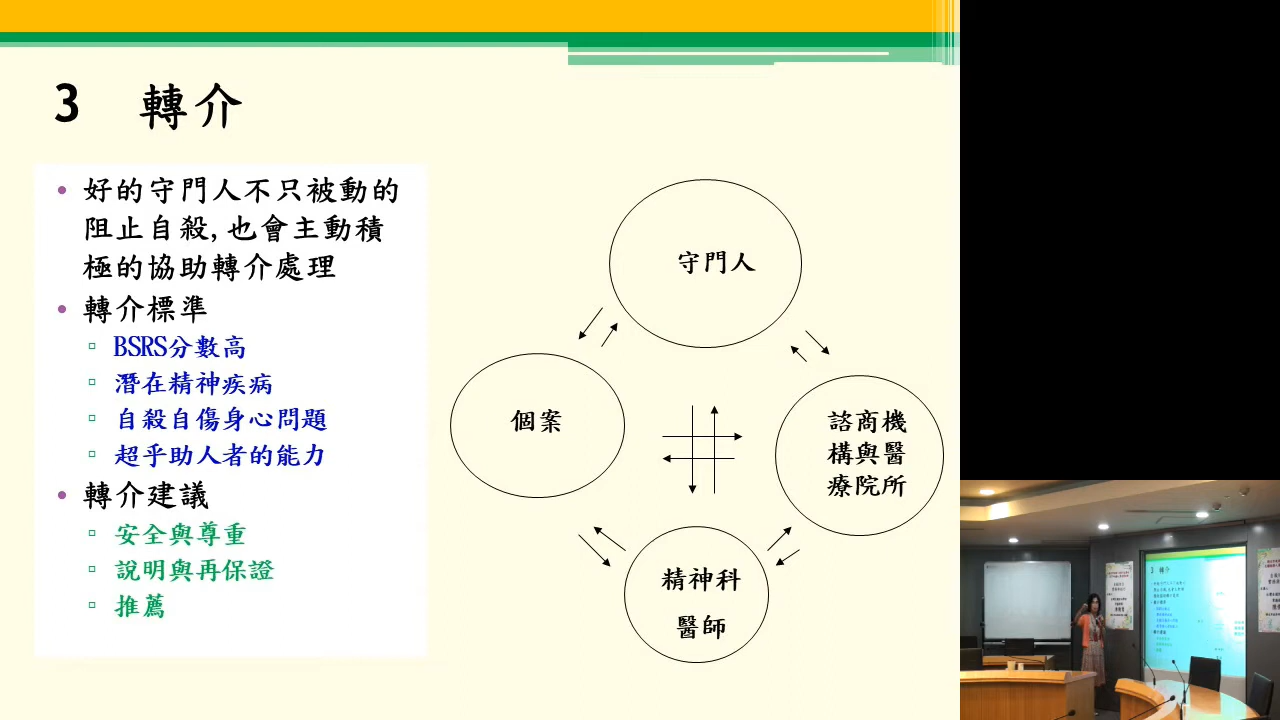 3 轉介
• 好的守門人不只被動的
阻止自殺,也會主動積
極的協助轉介處理
• 轉介標準
▫ BSRS分數高
▫ 潛在精神疾病
▫ 自殺自傷身心問題
▫ 超乎助人者的能力
• 轉介建議
▫ 安全與尊重
▫ 說明與再保證
▫ 推薦
守門人
個案
諮商機
構與醫
療院所
精神科
醫師
3 轉介